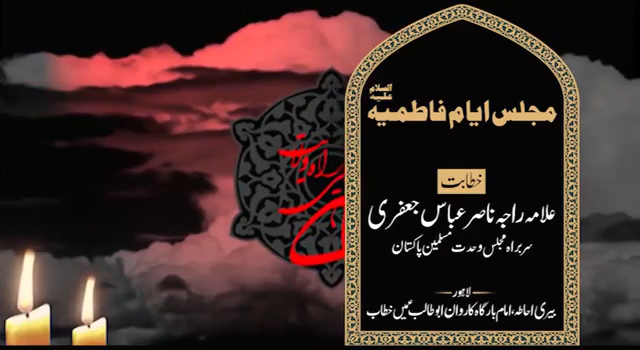 مجلس ایام فاطمیہ علیہ السلام
خطابت
علامہ راجہ ناصر عباس جعفری
سربراہ مجلس وحدت مسلمین پاکستان
لاہور
بیری احاطہ، امام بارگاہ کاروان ابوطالبؑ میں خطاب